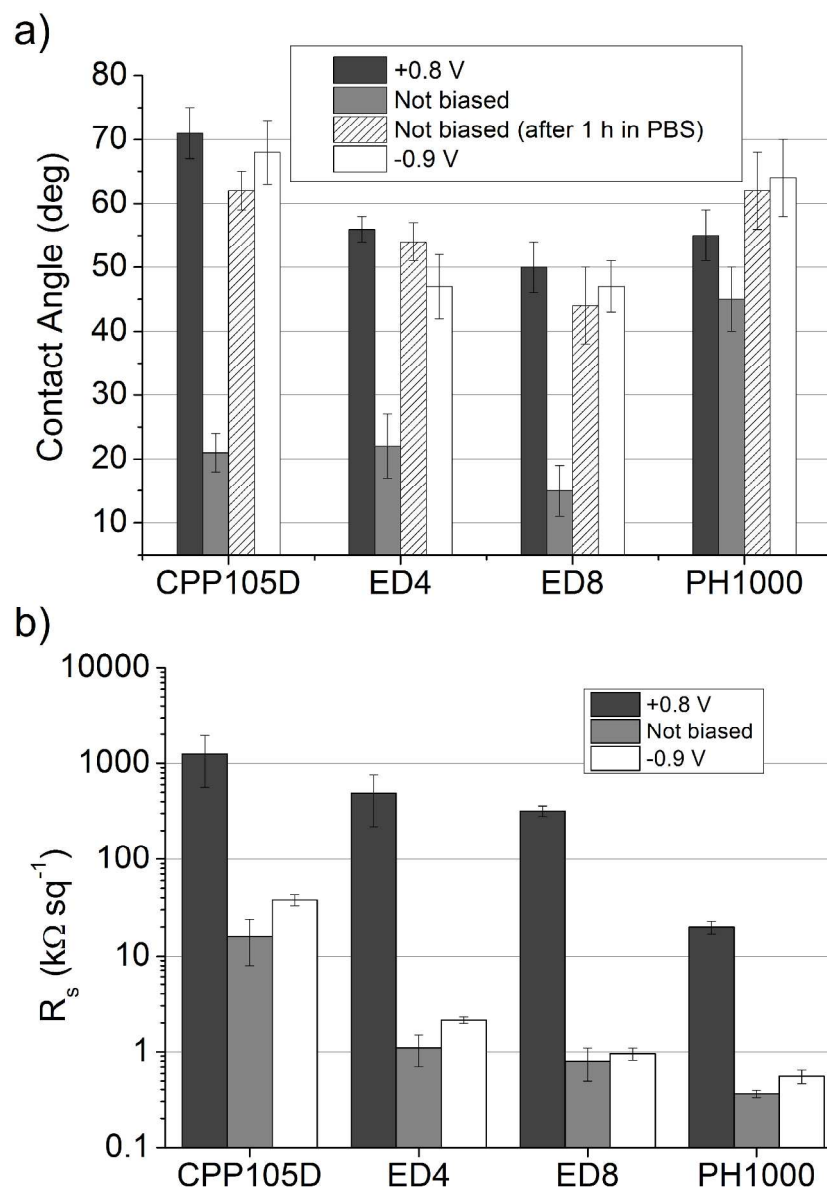 a)
+0.8 V
Not biased
Not biased (after 1 h in PBS)
-0.9 V
80
70
60
50
40
30
20
10
Contact Angle (deg)
CPP105D ED4 ED8 PH1000
b)
+0.8 V
Not biased
-0.9 V
10000
1000
100
10
1
0.1
Rₛ (kΩ sq⁻¹)
CPP105D ED4 ED8 PH1000